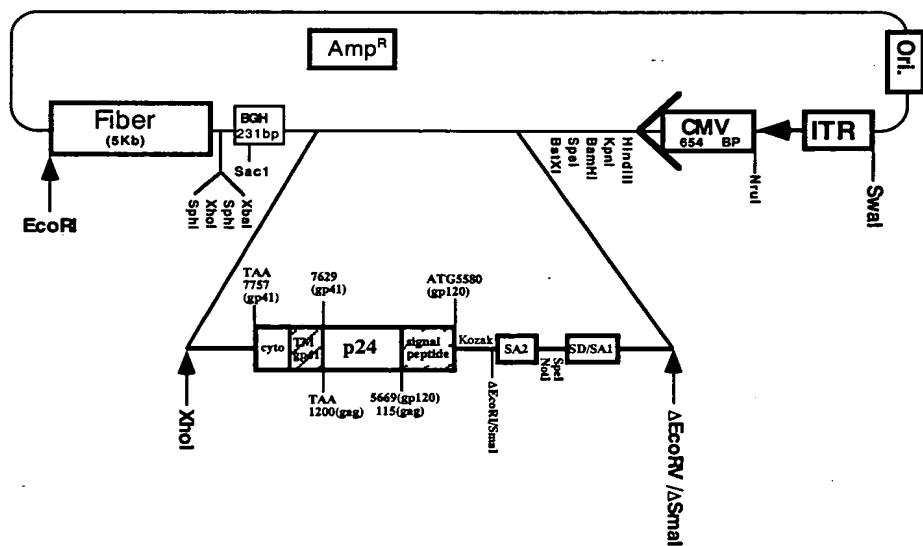 Amp^R
Ori.
Fiber
(5Kb)
BGH
231bp
CMV
654 BP
ITR
Sac1
HindIII
KpnI
BamHI
SpeI
BstXI
NruI
SwaI
EcoRI
SphI
XhoI
SphI
XbaI
TAA
7757
(gp41)
7629
(gp41)
ATG5580
(gp120)
cyto
TM
gp41
p24
signal
peptide
Kozak
SA2
SpeI
NotI
SD/SA1
TAA
1200(gag)
5669(gp120)
115(gag)
ΔEcoRI/SmaI
XhoI
ΔEcoRV /ΔSmaI